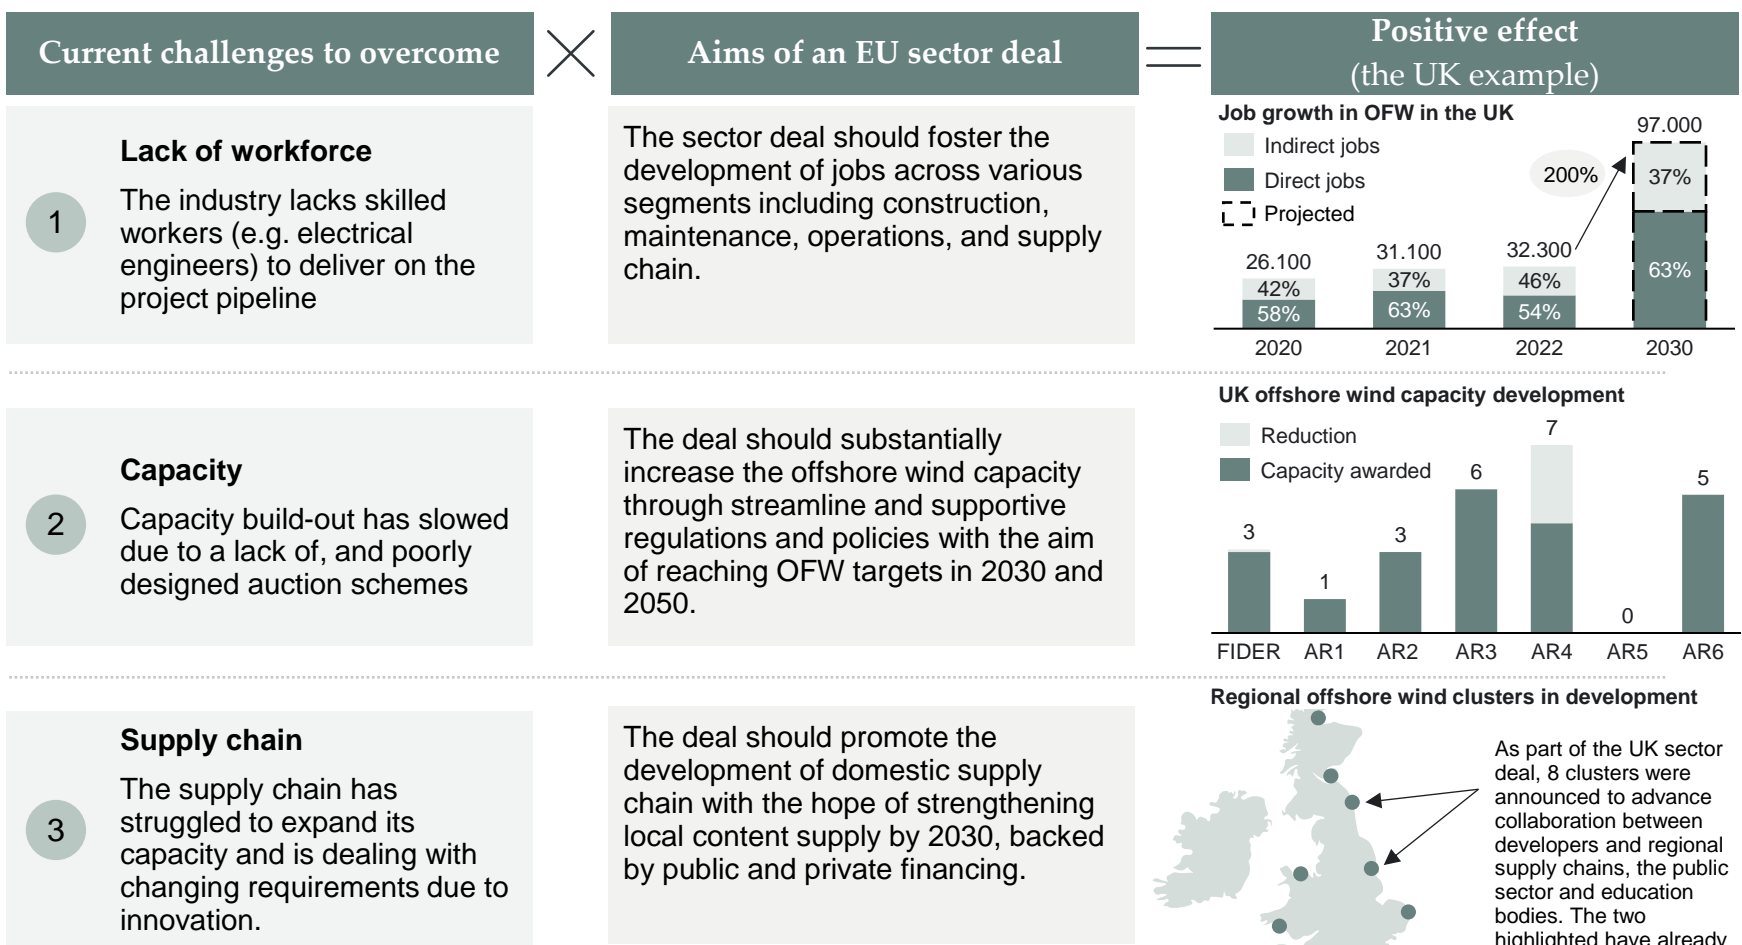 Current challenges to overcome
Aims of an EU sector deal
Positive effect
(the UK example)
1
Lack of workforce
The industry lacks skilled
workers (e.g. electrical
engineers) to deliver on the
project pipeline
The sector deal should foster the
development of jobs across various
segments including construction,
maintenance, operations, and supply
chain.
Job growth in OFW in the UK
Indirect jobs
Direct jobs
Projected
200%
26.100
42%
58%
31.100
37%
63%
32.300
46%
54%
97.000
37%
63%
2020 2021 2022 2030
2
Capacity
Capacity build-out has slowed
due to a lack of, and poorly
designed auction schemes
The deal should substantially
increase the offshore wind capacity
through streamline and supportive
regulations and policies with the aim
of reaching OFW targets in 2030 and
2050.
UK offshore wind capacity development
Reduction
Capacity awarded
3 1 3 6 7 0 5
FIDER AR1 AR2 AR3 AR4 AR5 AR6
3
Supply chain
The supply chain has
struggled to expand its
capacity and is dealing with
changing requirements due to
innovation.
The deal should promote the
development of domestic supply
chain with the hope of strengthening
local content supply by 2030, backed
by public and private financing.
Regional offshore wind clusters in development
As part of the UK sector
deal, 8 clusters were
announced to advance
collaboration between
developers and regional
supply chains, the public
sector and education
bodies. The two
highlighted have already